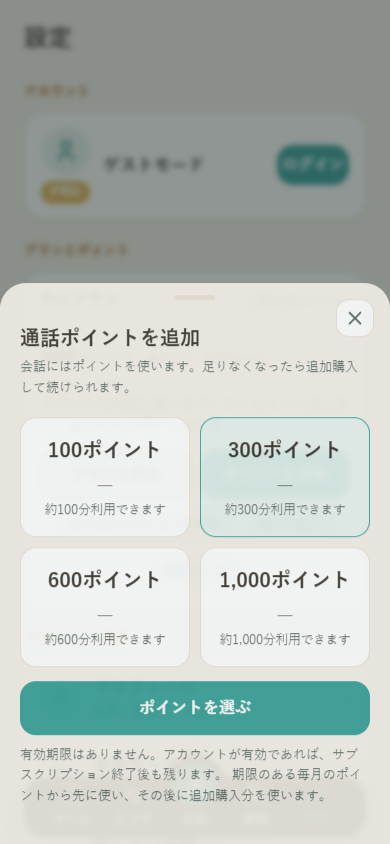 設定
アカウント
ゲストモード
ログイン
プランとポイント
通話ポイントを追加
会話にはポイントを使います。足りなくなったら追加購入
して続けられます。
100ポイント
—
約100分利用できます
300ポイント
—
約300分利用できます
600ポイント
—
約600分利用できます
1,000ポイント
—
約1,000分利用できます
ポイントを選ぶ
有効期限はありません。アカウントが有効であれば、サブ
スクリプション終了後も残ります。 期限のある毎月のポイ
ントから先に使い、その後に追加購入分を使います。